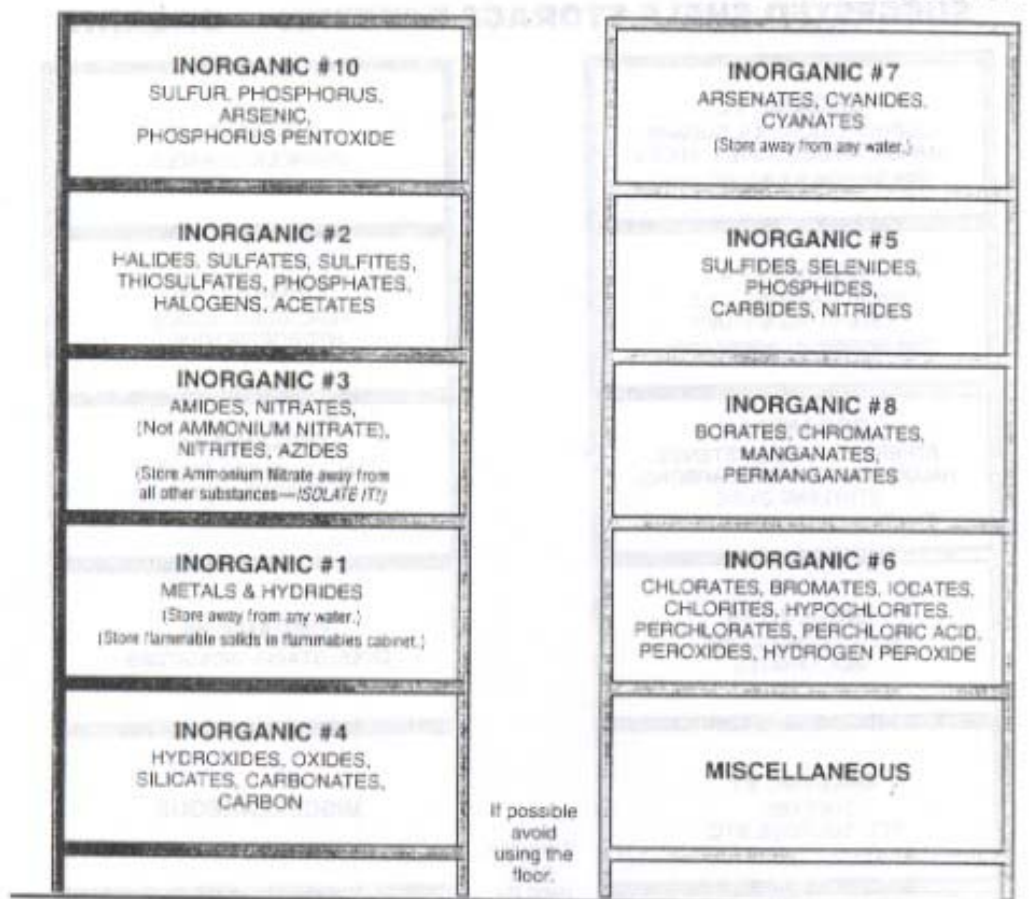 INORGANIC #10
SULFUR, PHOSPHORUS,
ARSENIC,
PHOSPHORUS PENTOXIDE
INORGANIC #2
HALIDES, SULFATES, SULFITES,
THIOSULFATES, PHOSPHATES,
HALOGENS, ACETATES
INORGANIC #3
AMIDES, NITRATES,
(Not AMMONIUM NITRATE),
NITRITES, AZIDES
(Store Ammonium Nitrate away from
all other substances—ISOLATE IT!)
INORGANIC #1
METALS & HYDRIDES
(Store away from any water.)
(Store flammable solids in flammables cabinet.)
INORGANIC #4
HYDROXIDES, OXIDES,
SILICATES, CARBONATES,
CARBON
If possible
avoid
using the
floor.
INORGANIC #7
ARSENATES, CYANIDES,
CYANATES
(Store away from any water.)
INORGANIC #5
SULFIDES, SELENIDES,
PHOSPHIDES,
CARBIDES, NITRIDES
INORGANIC #8
BORATES, CHROMATES,
MANGANATES,
PERMANGANATES
INORGANIC #6
CHLORATES, BROMATES, IODATES,
CHLORITES, HYPOCHLORITES,
PERCHLORATES, PERCHLORIC ACID,
PEROXIDES, HYDROGEN PEROXIDE
MISCELLANEOUS